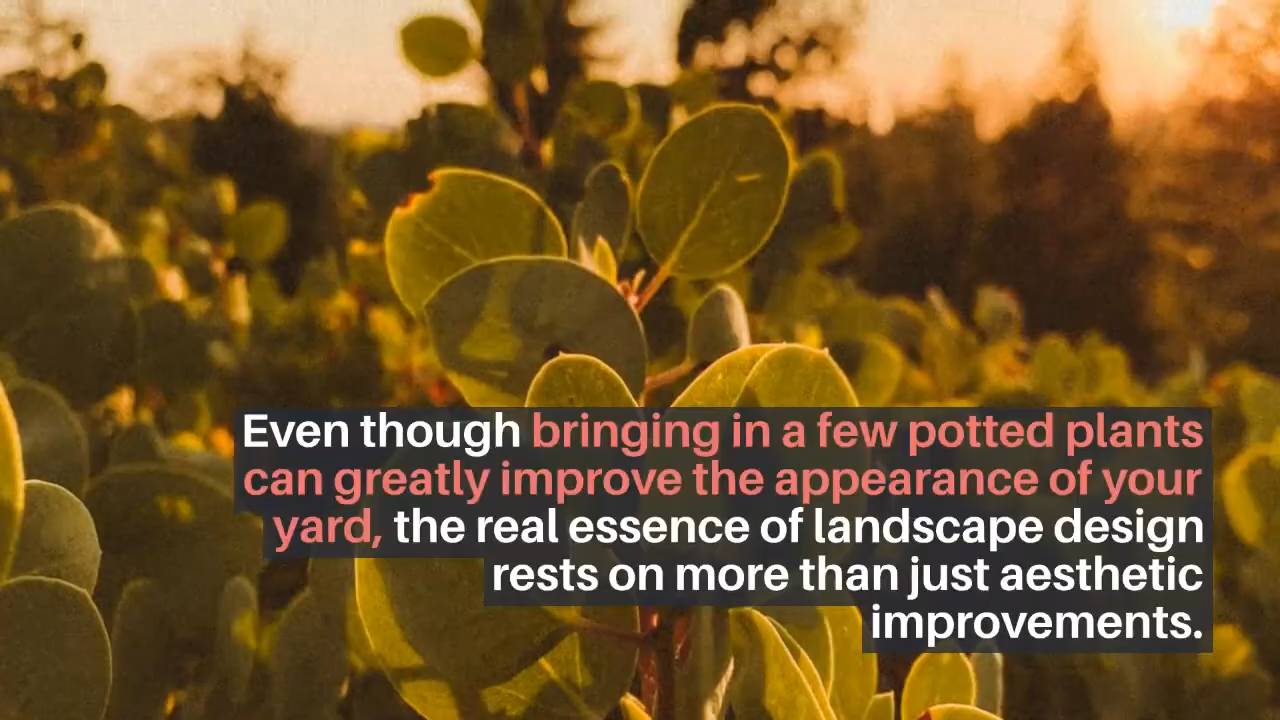 Even though bringing in a few potted plants
can greatly improve the appearance of your
yard, the real essence of landscape design
rests on more than just aesthetic
improvements.